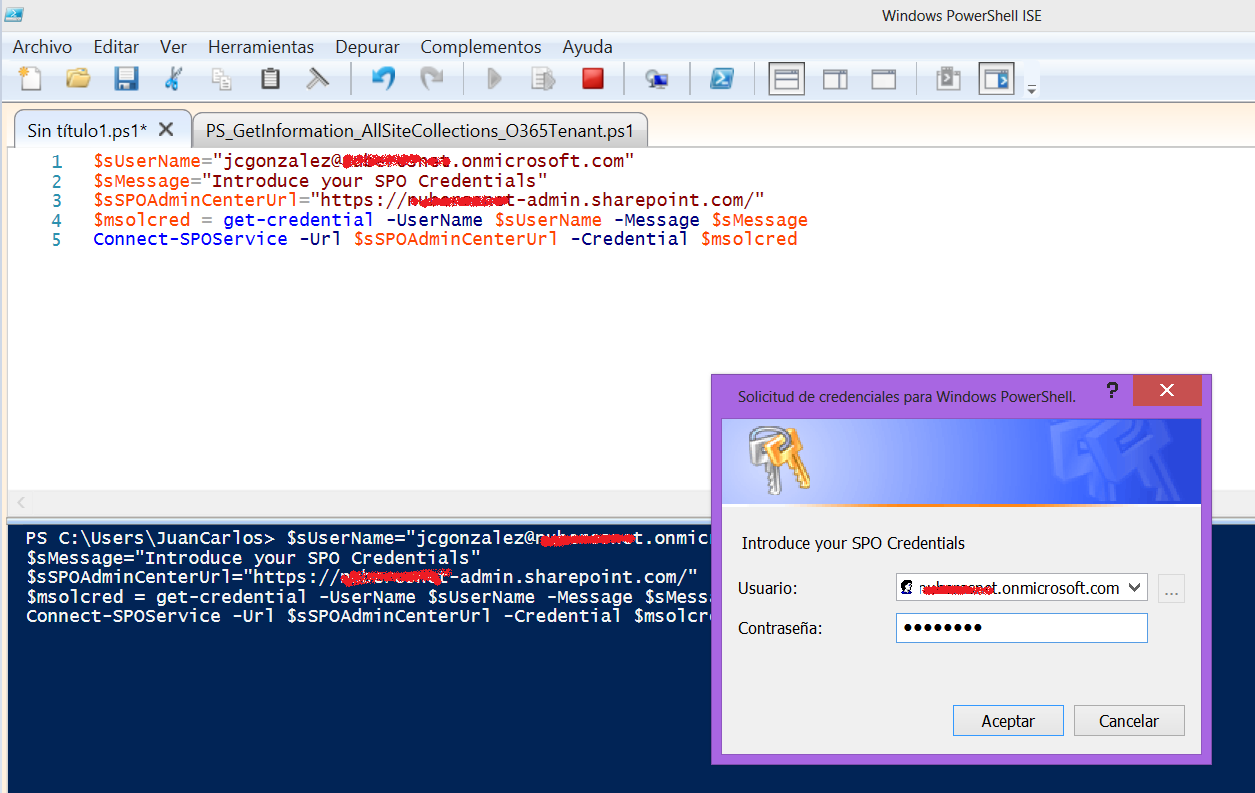 Windows PowerShell ISE
Archivo Editar Ver Herramientas Depurar Complementos Ayuda
Sin título1.ps1* PS_GetInformation_AllSiteCollections_O365Tenant.ps1
1 $sUserName="jcgonzalez@ .onmicrosoft.com"
2 $sMessage="Introduce your SPO Credentials"
3 $sSPOAdminCenterUrl="https:// -admin.sharepoint.com/"
4 $msolcred = get-credential -UserName $sUserName -Message $sMessage
5 Connect-SPOService -Url $sSPOAdminCenterUrl -Credential $msolcred
PS C:\Users\JuanCarlos> $sUserName="jcgonzalez@ .onmicr
$sMessage="Introduce your SPO Credentials"
$sSPOAdminCenterUrl="https:// -admin.sharepoint.com/"
$msolcred = get-credential -UserName $sUserName -Message $sMess
Connect-SPOService -Url $sSPOAdminCenterUrl -Credential $msolcr
Solicitud de credenciales para Windows PowerShell. ?
Introduce your SPO Credentials
Usuario: .onmicrosoft.com ...
Contraseña: ●●●●●●●●
Aceptar Cancelar